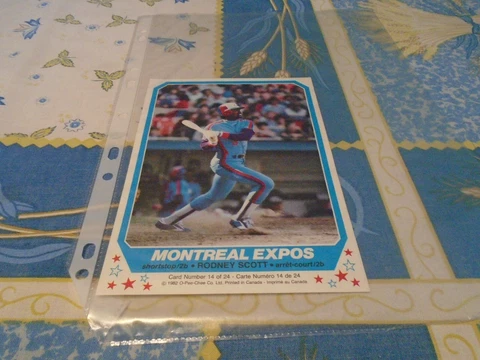 MONTREAL EXPOS
shortstop/2b • RODNEY SCOTT • arrêt-court/2b
Card Number 14 of 24 - Carte Numéro 14 de 24
© 1982 O-Pee-Chee Co. Ltd. Printed in Canada - Imprimé au Canada